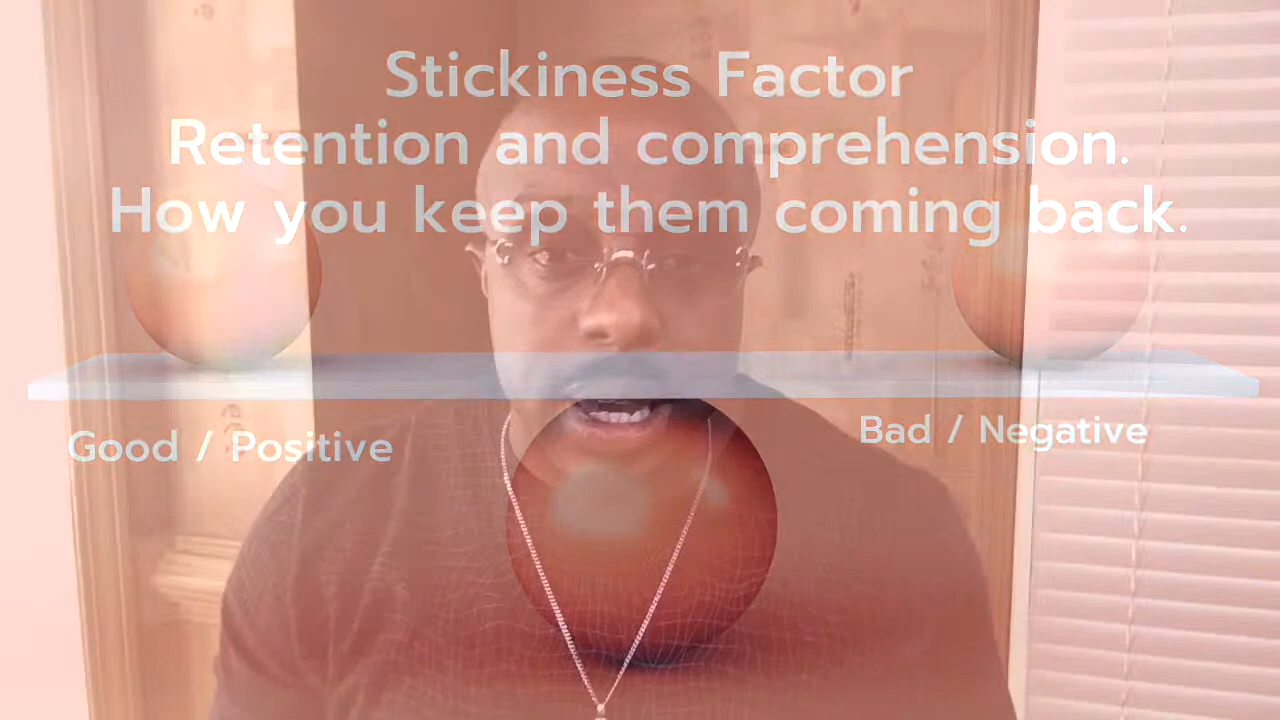 Stickiness Factor
Retention and comprehension.
How you keep them coming back.
Good / Positive
Bad / Negative